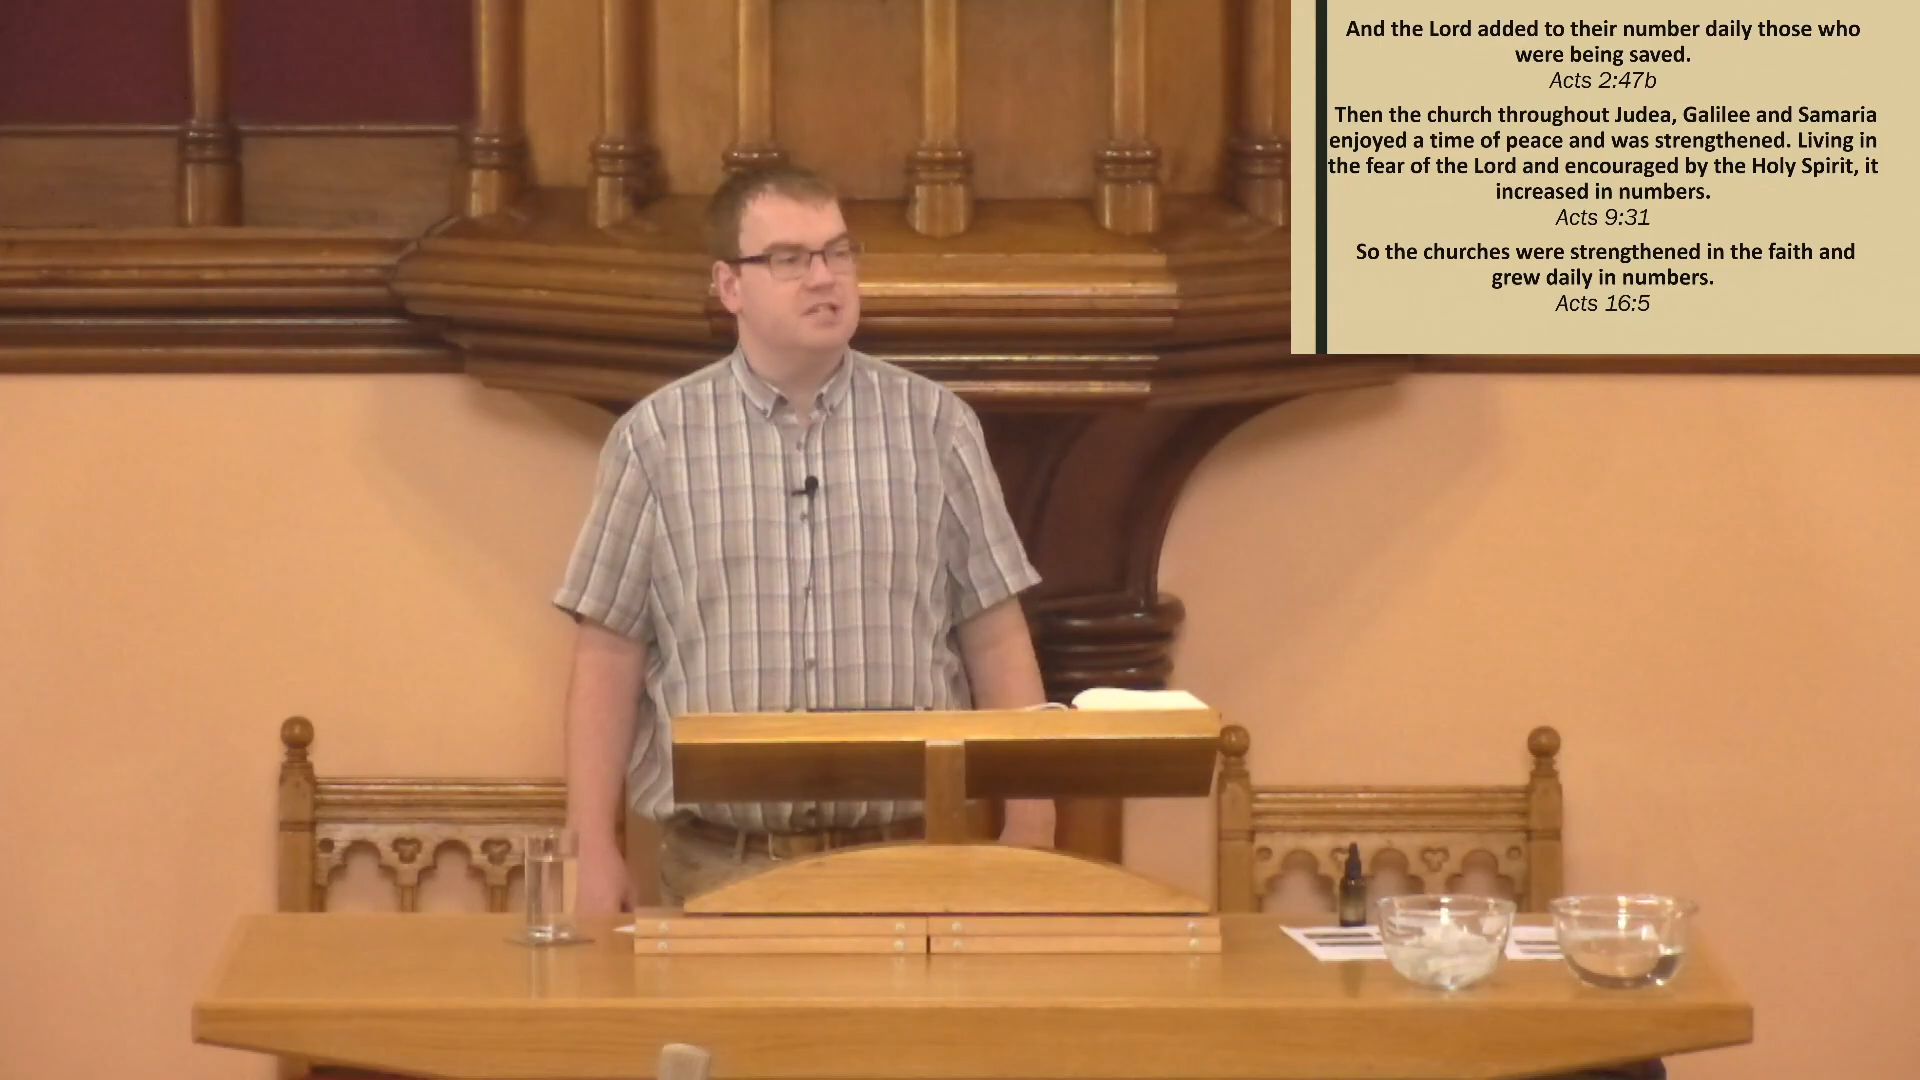 And the Lord added to their number daily those who
were being saved.
Acts 2:47b
Then the church throughout Judea, Galilee and Samaria
enjoyed a time of peace and was strengthened. Living in
the fear of the Lord and encouraged by the Holy Spirit, it
increased in numbers.
Acts 9:31
So the churches were strengthened in the faith and
grew daily in numbers.
Acts 16:5